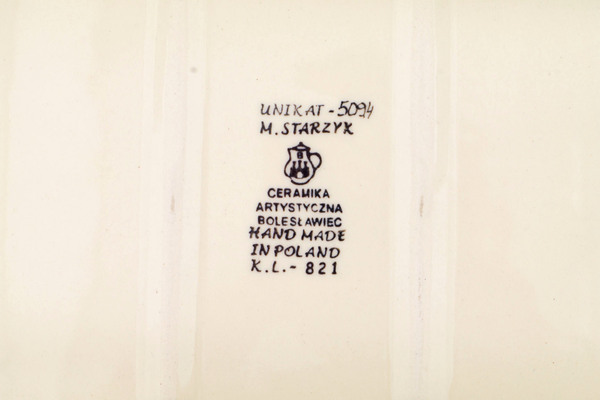 UNIKAT - 5094
M. STARZYK
B
CERAMIKA
ARTYSTYCZNA
BOLESŁAWIEC
HAND MADE
IN POLAND
K.L. - 821